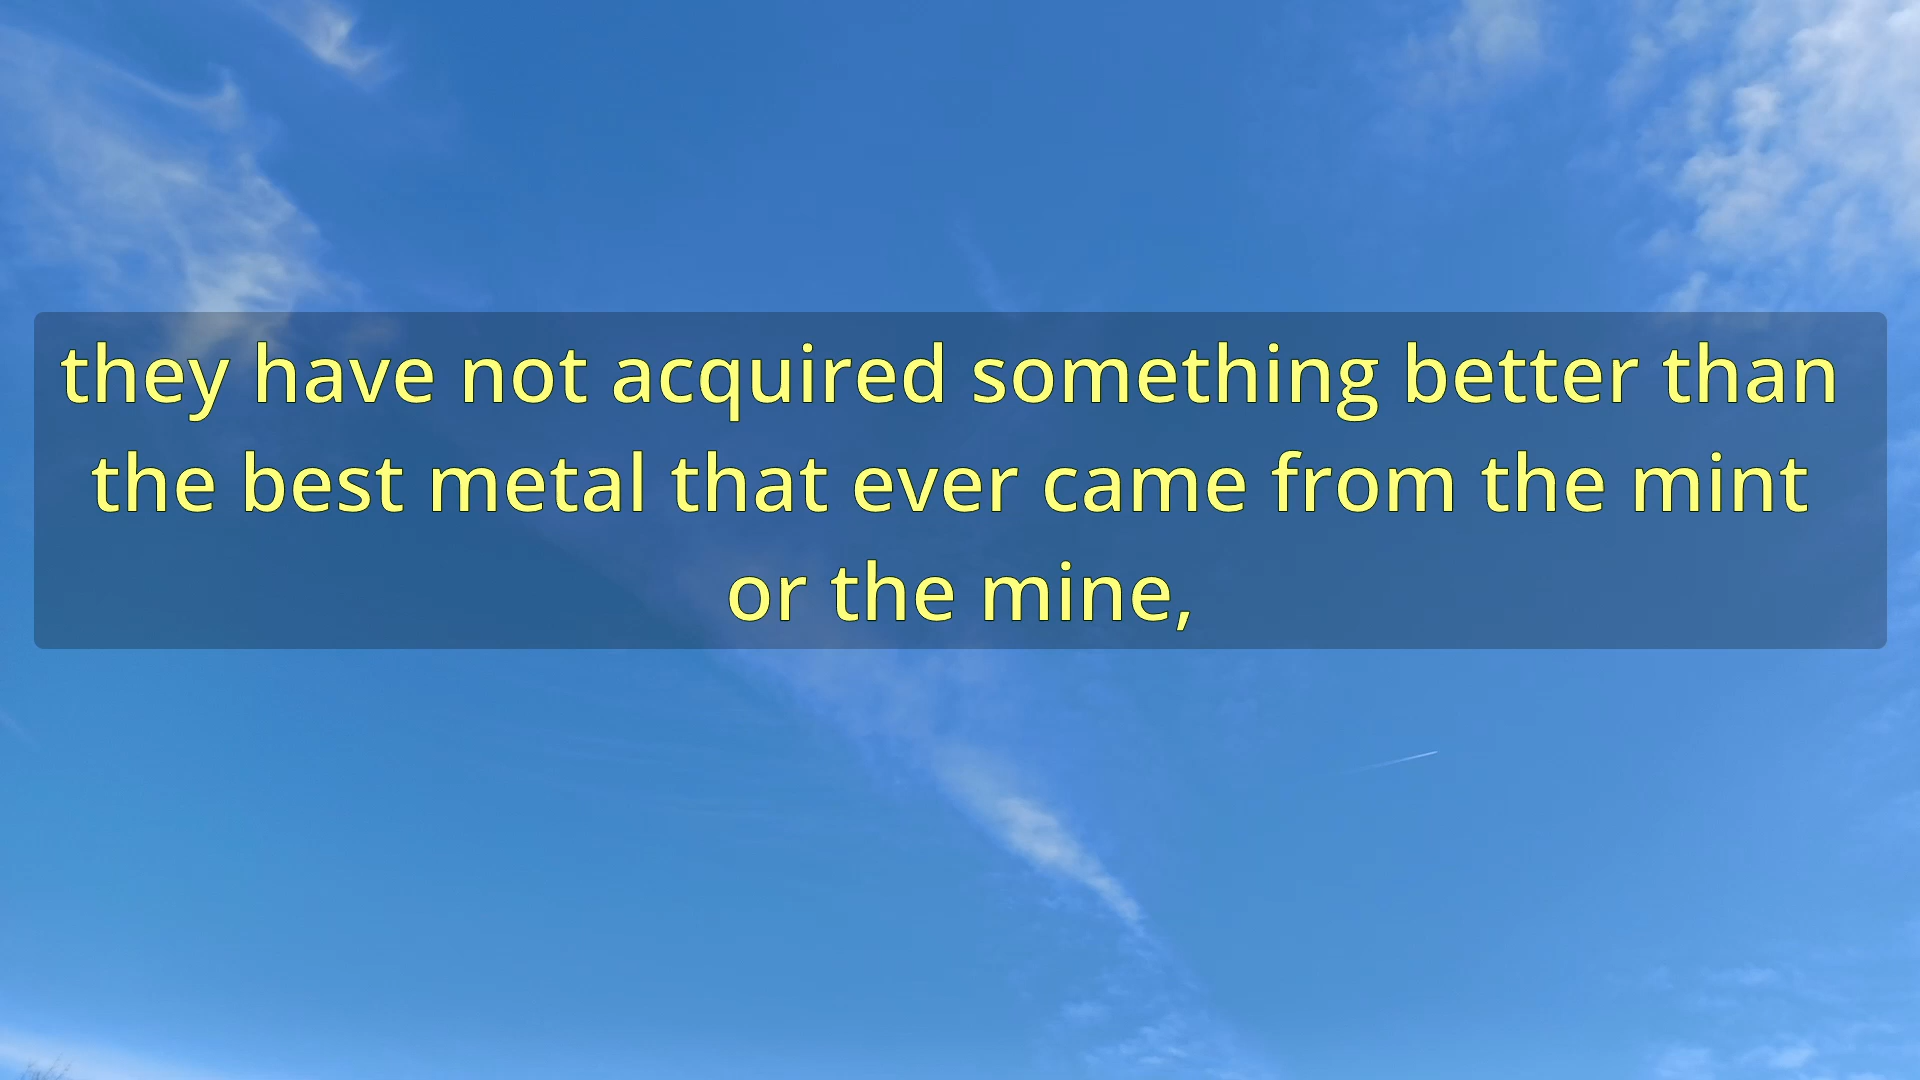 they have not acquired something better than
the best metal that ever came from the mint
or the mine,